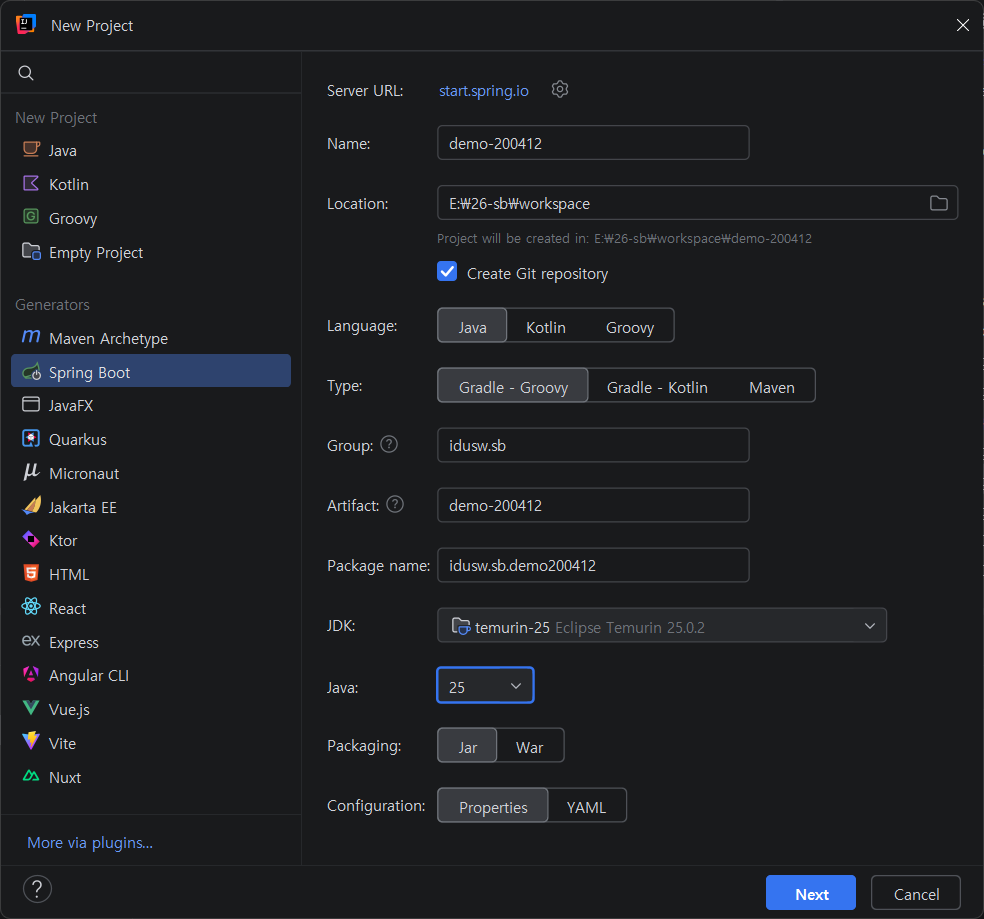 New Project
Server URL: start.spring.io
New Project
Name: demo-200412
Java
Kotlin
Location: E:₩26-sb₩workspace
Groovy
Project will be created in: E:₩26-sb₩workspace₩demo-200412
Empty Project
Create Git repository
Generators
Language: Java Kotlin Groovy
Maven Archetype
Spring Boot
Type: Gradle - Groovy Gradle - Kotlin Maven
JavaFX
Quarkus
Group: ? idusw.sb
Micronaut
Jakarta EE
Artifact: ? demo-200412
Ktor
HTML
Package name: idusw.sb.demo200412
React
JDK: temurin-25 Eclipse Temurin 25.0.2
Express
Angular CLI
Java: 25
Vue.js
Vite
Packaging: Jar War
Nuxt
Configuration: Properties YAML
More via plugins...
? Next Cancel